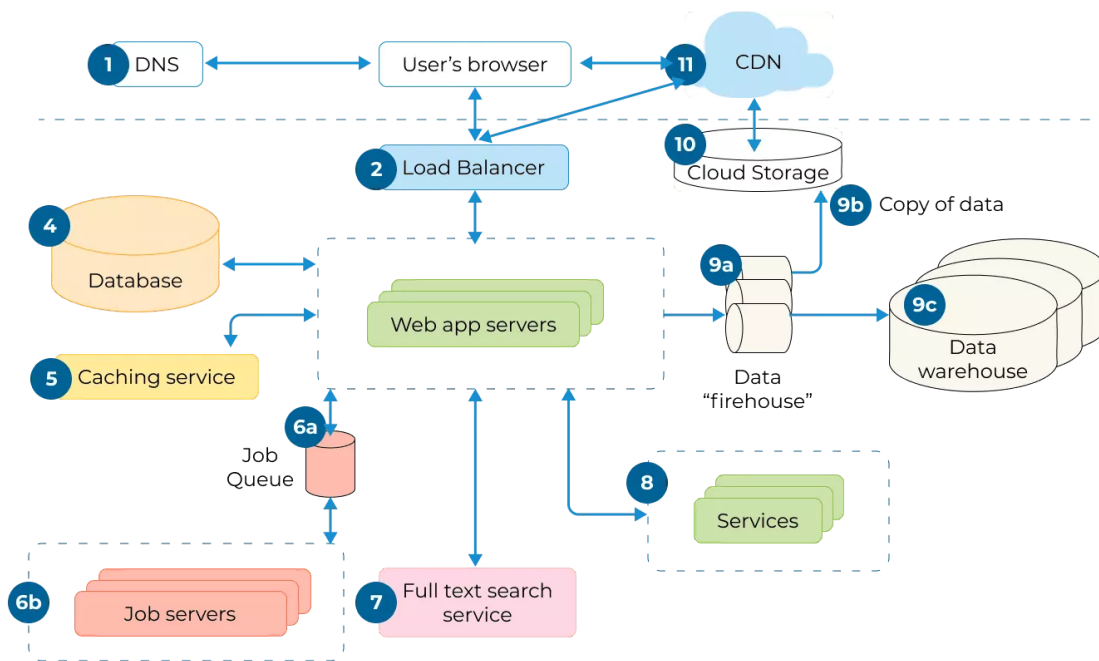 1
DNS
User's browser
11
CDN
2
Load Balancer
10
Cloud Storage
9b
Copy of data
4
Database
Web app servers
9a
Data
“firehouse”
9c
Data
warehouse
5
Caching service
6a
Job
Queue
8
Services
6b
Job servers
7
Full text search
service